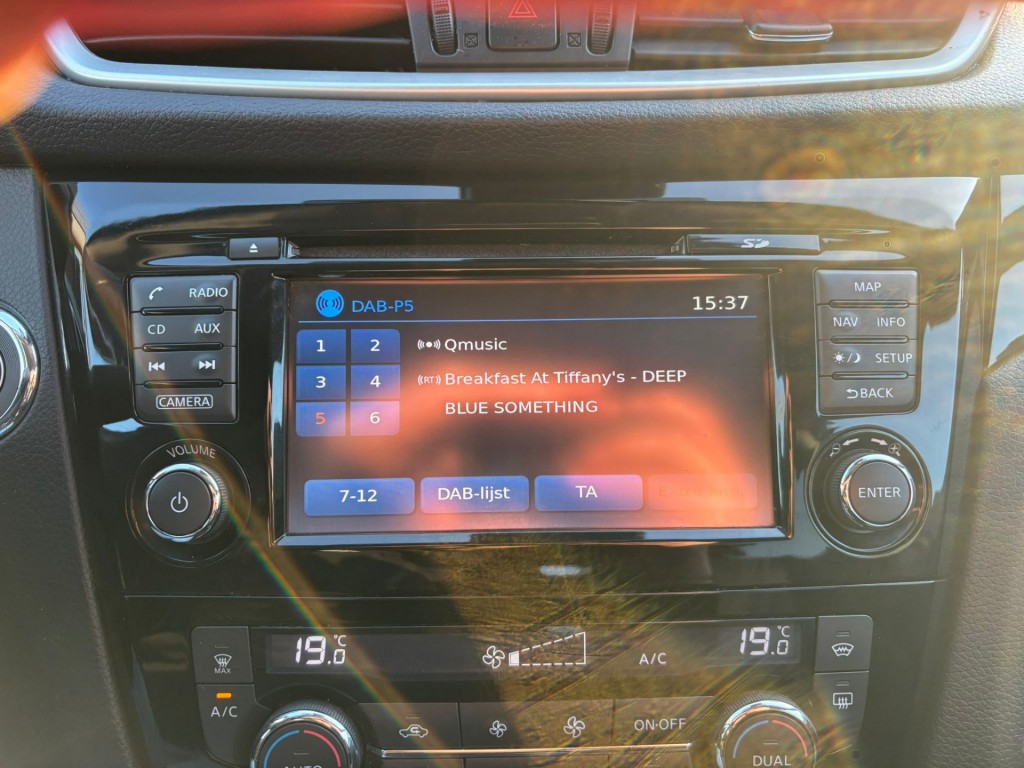 SD
RADIO
CD AUX
CAMERA
VOLUME
DAB-P5
15:37
1 2
3 4
5 6
Qmusic
(RT) Breakfast At Tiffany's - DEEP
BLUE SOMETHING
7-12
DAB-lijst
TA
MAP
NAV INFO
SETUP
BACK
ENTER
MAX
19.0 °C
A/C
19.0 °C
A/C
ON·OFF
AUTO
DUAL